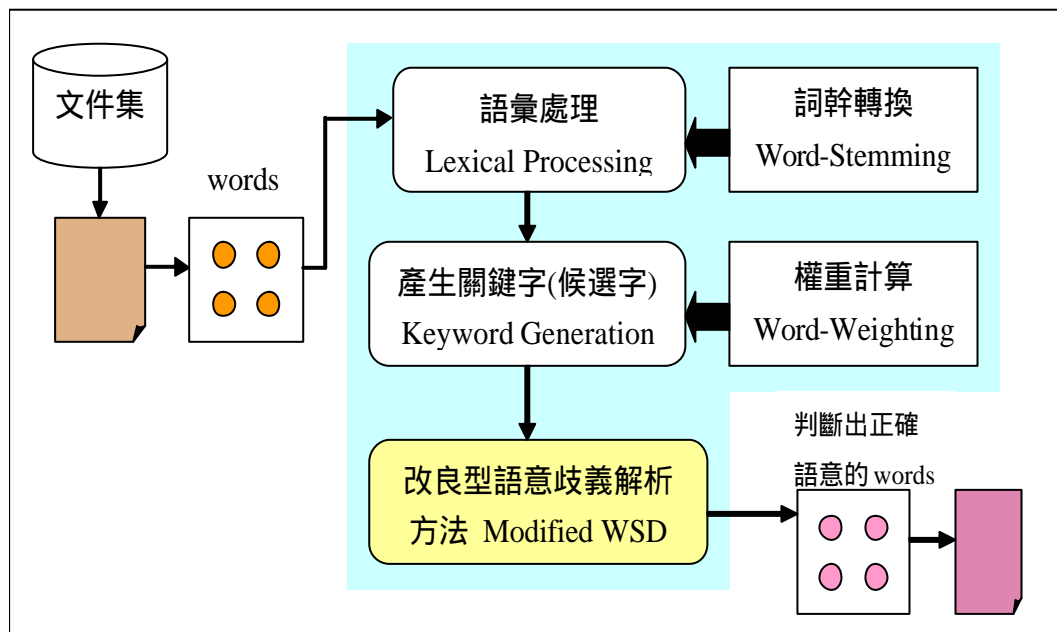 文件集
words
語彙處理
Lexical Processing
詞幹轉換
Word-Stemming
產生關鍵字(候選字)
Keyword Generation
權重計算
Word-Weighting
改良型語意歧義解析
方法 Modified WSD
判斷出正確
語意的 words